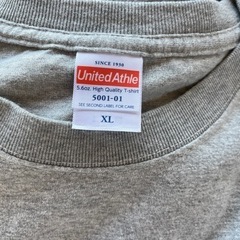 SINCE 1936
United Athle
5.6oz. High Quality T-shirt
5001-01
SEE SECOND LABEL FOR CARE
XL